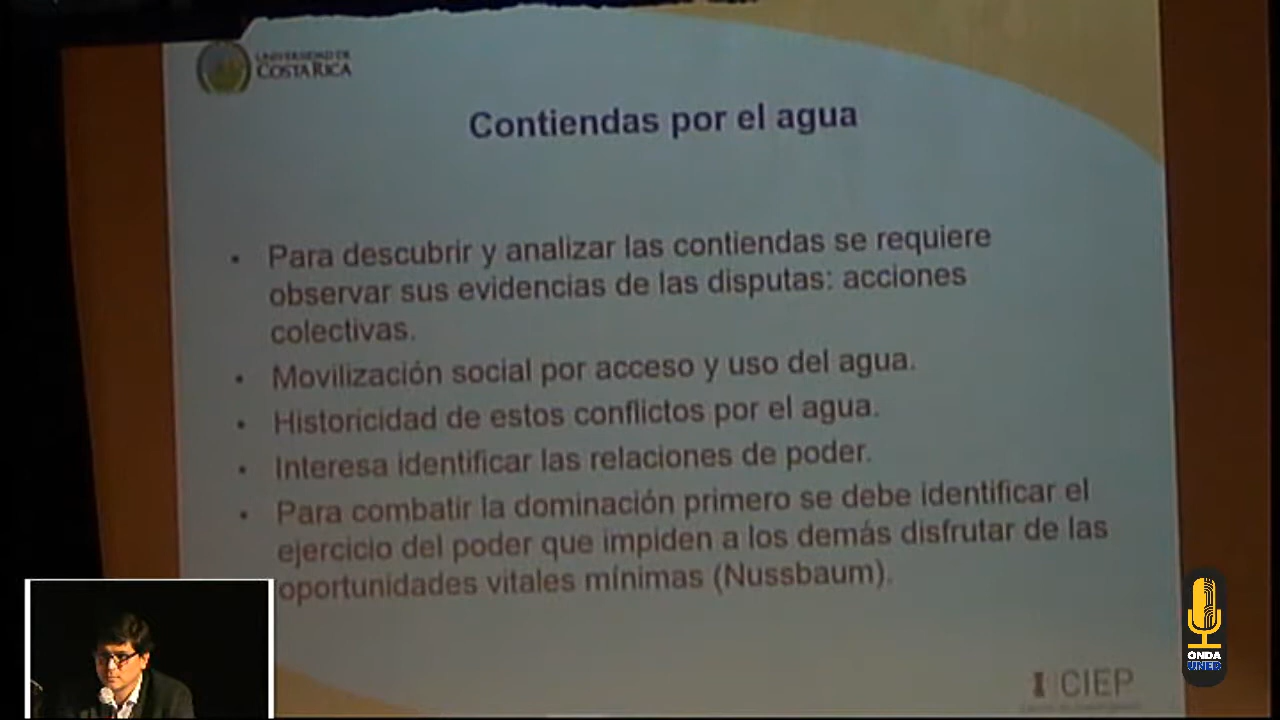 UNIVERSIDAD DE
COSTA RICA
Contiendas por el agua
• Para descubrir y analizar las contiendas se requiere
observar sus evidencias de las disputas: acciones
colectivas.
• Movilización social por acceso y uso del agua.
• Historicidad de estos conflictos por el agua.
• Interesa identificar las relaciones de poder.
• Para combatir la dominación primero se debe identificar el
ejercicio del poder que impiden a los demás disfrutar de las
oportunidades vitales mínimas (Nussbaum).
CIEP
ONDA
UNED